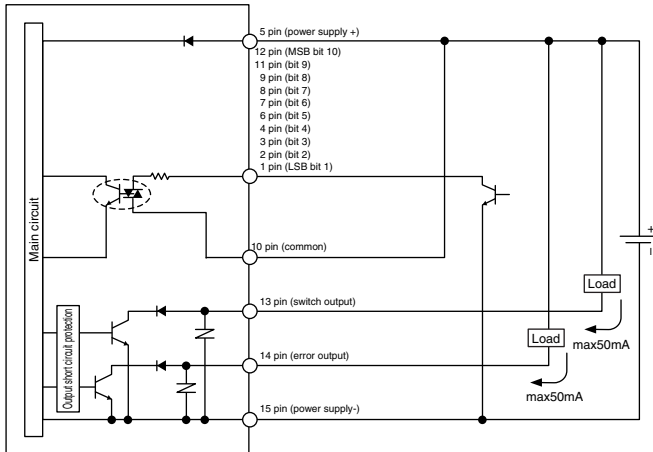 5 pin (power supply +)
12 pin (MSB bit 10)
11 pin (bit 9)
9 pin (bit 8)
8 pin (bit 7)
7 pin (bit 6)
6 pin (bit 5)
4 pin (bit 4)
3 pin (bit 3)
2 pin (bit 2)
1 pin (LSB bit 1)
Main circuit
+
−
10 pin (common)
Load
13 pin (switch output)
max50mA
Output short circuit protection
Load
14 pin (error output)
max50mA
15 pin (power supply-)